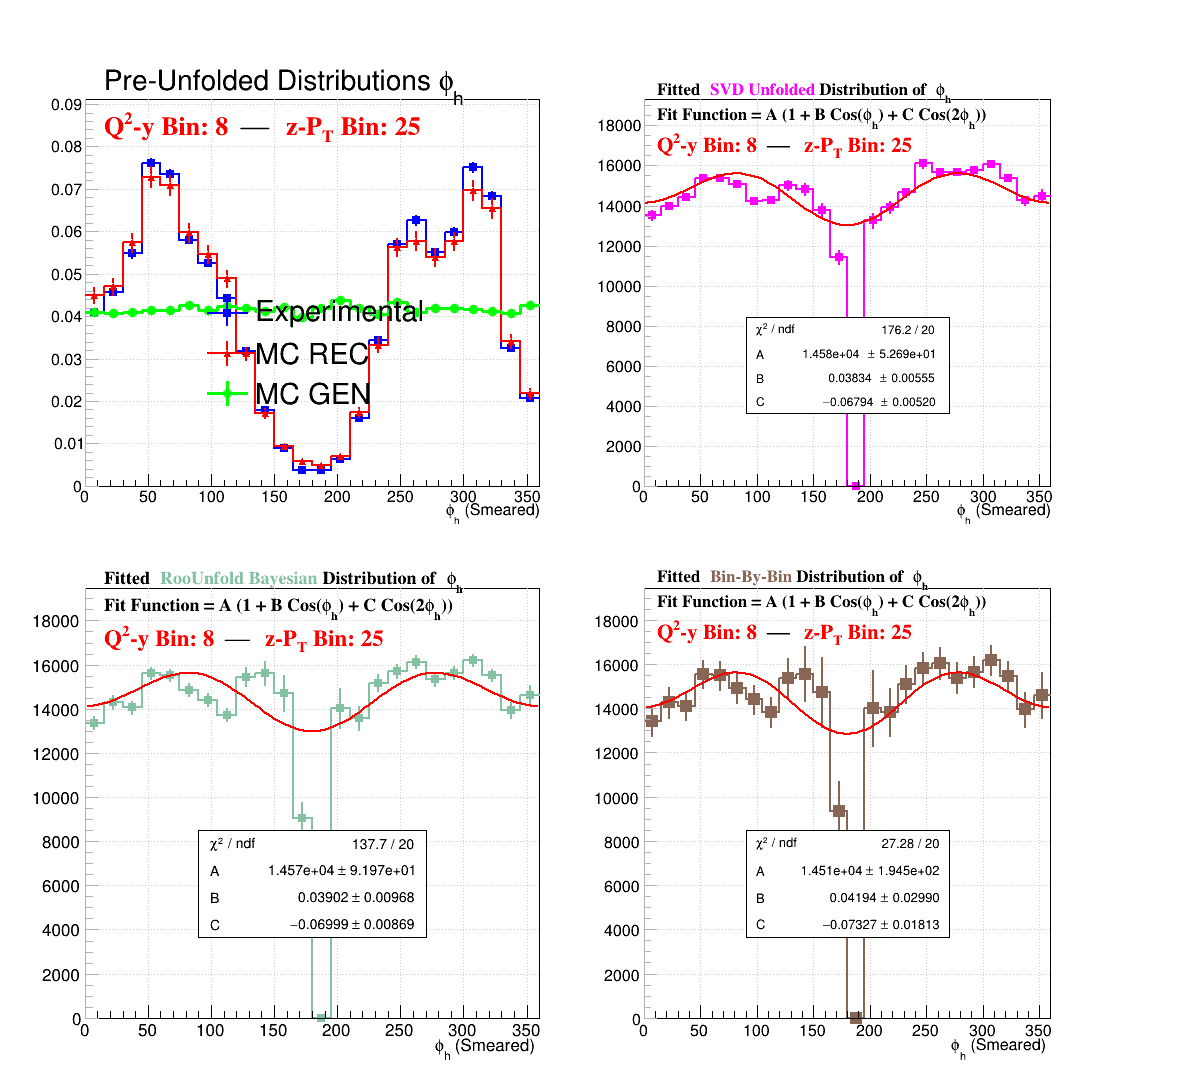 Pre-Unfolded Distributions ϕh
Q²-y Bin: 8 — z-PT Bin: 25
0.09
0.08
0.07
0.06
0.05
0.04
0.03
0.02
0.01
0
Experimental
MC REC
MC GEN
0 50 100 150 200 250 300 350
ϕh (Smeared)
Fitted SVD Unfolded Distribution of ϕh
Fit Function = A (1 + B Cos(ϕh) + C Cos(2ϕh))
Q²-y Bin: 8 — z-PT Bin: 25
18000
16000
14000
12000
10000
8000
6000
4000
2000
0
χ² / ndf 176.2 / 20
A 1.458e+04 ± 5.269e+01
B 0.03834 ± 0.00555
C −0.06794 ± 0.00520
0 50 100 150 200 250 300 350
ϕh (Smeared)
Fitted RooUnfold Bayesian Distribution of ϕh
Fit Function = A (1 + B Cos(ϕh) + C Cos(2ϕh))
Q²-y Bin: 8 — z-PT Bin: 25
18000
16000
14000
12000
10000
8000
6000
4000
2000
0
χ² / ndf 137.7 / 20
A 1.457e+04 ± 9.197e+01
B 0.03902 ± 0.00968
C −0.06999 ± 0.00869
0 50 100 150 200 250 300 350
ϕh (Smeared)
Fitted Bin-By-Bin Distribution of ϕh
Fit Function = A (1 + B Cos(ϕh) + C Cos(2ϕh))
Q²-y Bin: 8 — z-PT Bin: 25
18000
16000
14000
12000
10000
8000
6000
4000
2000
0
χ² / ndf 27.28 / 20
A 1.451e+04 ± 1.945e+02
B 0.04194 ± 0.02990
C −0.07327 ± 0.01813
0 50 100 150 200 250 300 350
ϕh (Smeared)